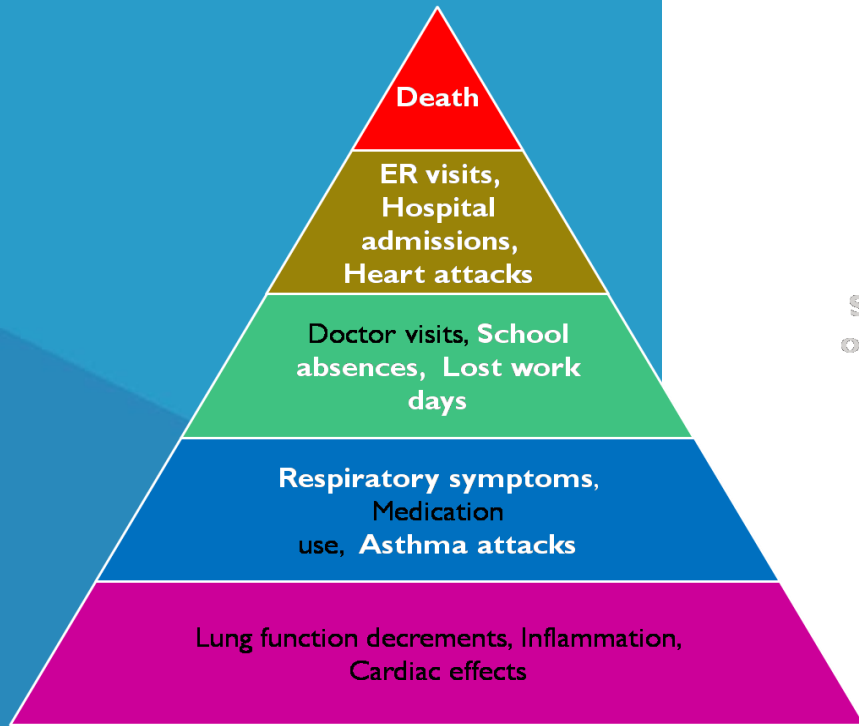 Death
ER visits,
Hospital
admissions,
Heart attacks
Doctor visits, School
absences, Lost work
days
Respiratory symptoms,
Medication
use, Asthma attacks
Lung function decrements, Inflammation,
Cardiac effects